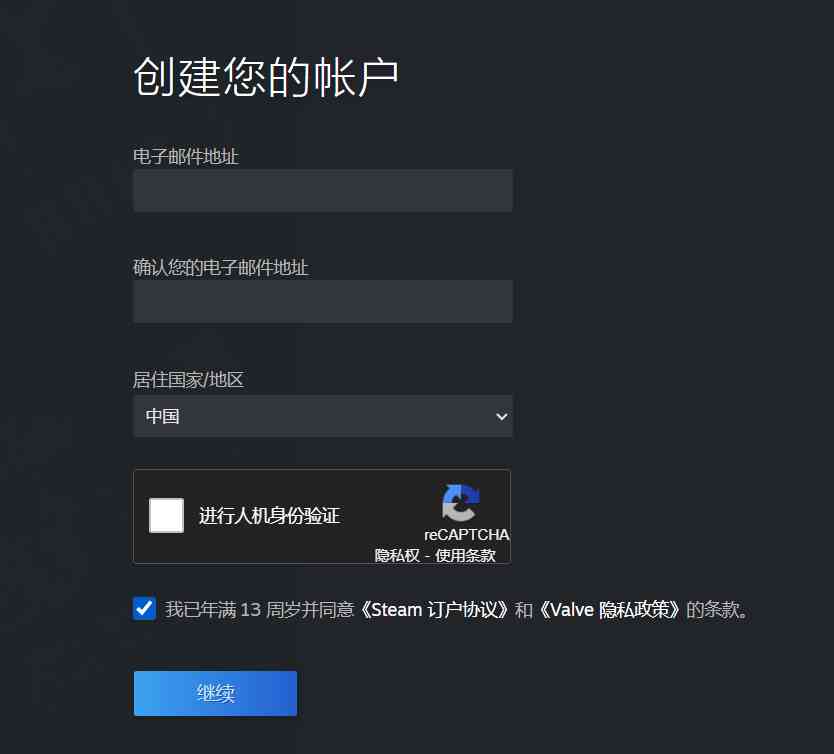 创建您的帐户
电子邮件地址
确认您的电子邮件地址
居住国家/地区
中国
进行人机身份验证
reCAPTCHA
隐私权 - 使用条款
我已年满 13 周岁并同意《Steam 订户协议》和《Valve 隐私政策》的条款。
继续